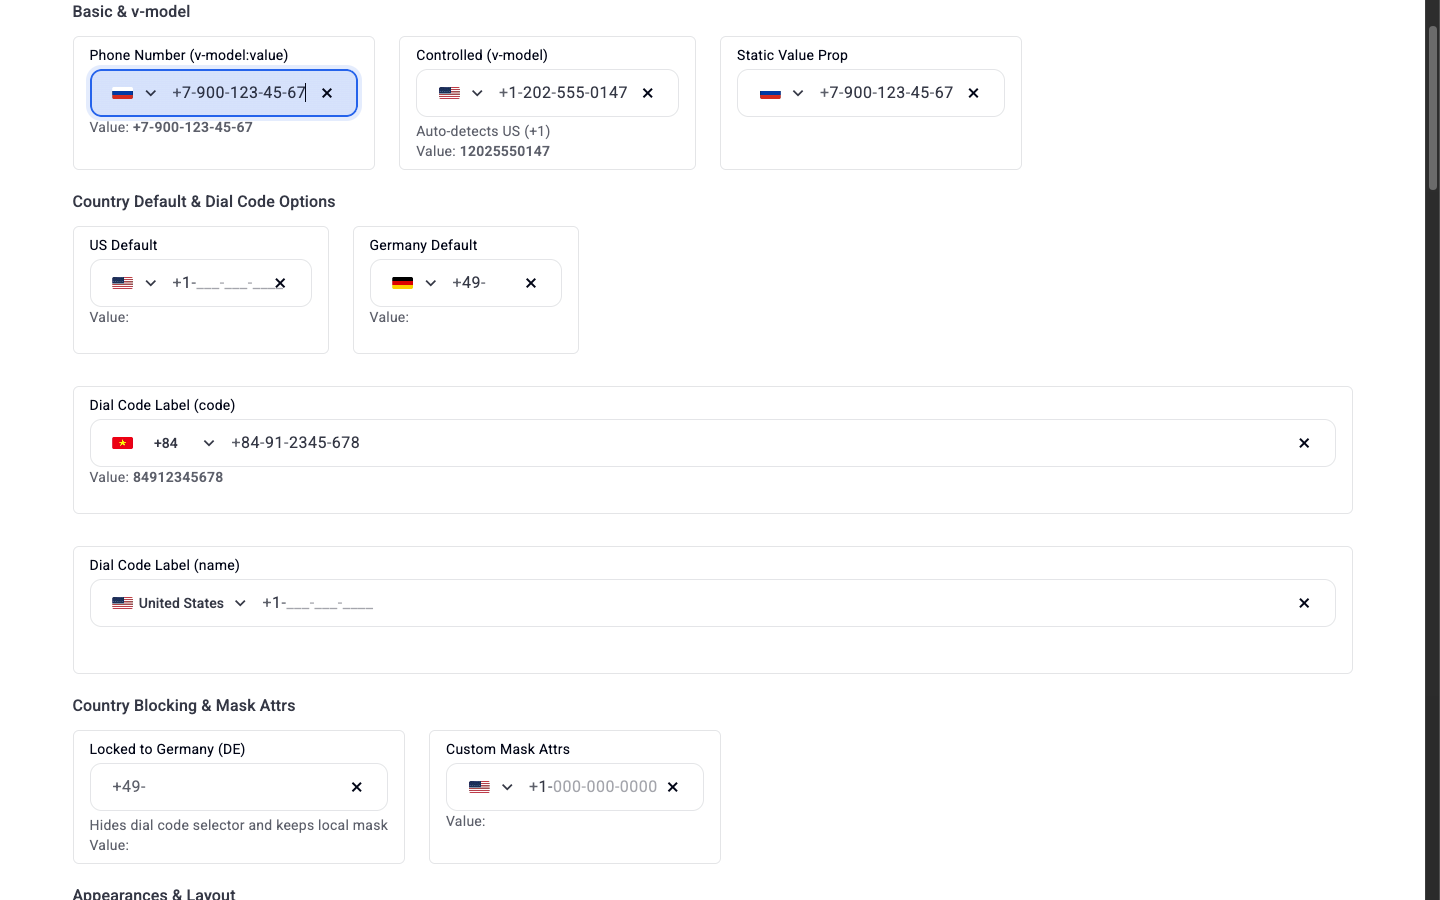 Basic & v-model
Phone Number (v-model:value)
+7-900-123-45-67
Value: +7-900-123-45-67
Controlled (v-model)
+1-202-555-0147
Auto-detects US (+1)
Value: 12025550147
Static Value Prop
+7-900-123-45-67
Country Default & Dial Code Options
US Default
+1-___-___-____
Value:
Germany Default
+49-
Value:
Dial Code Label (code)
+84 +84-91-2345-678
Value: 84912345678
Dial Code Label (name)
United States +1-___-___-____
Country Blocking & Mask Attrs
Locked to Germany (DE)
+49-
Hides dial code selector and keeps local mask
Value:
Custom Mask Attrs
+1-000-000-0000
Value:
Appearances & Layout